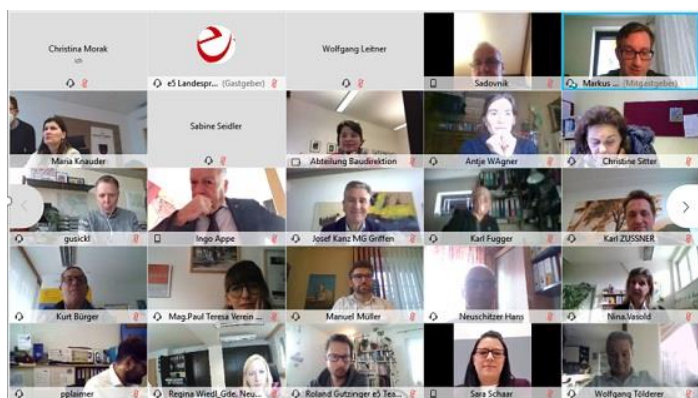 Christina Morak
Ich
e5 Landespr... (Gastgeber)
Wolfgang Leitner
Sadovnik
Markus ... (Mitgastgeber)
Maria Knauder
Sabine Seidler
Abteilung Baudirektion
Antje WAgner
Christine Sitter
gusickl
Ingo Appe
Josef Kanz MG Griffen
Karl Fugger
Karl ZUSSNER
Kurt Bürger
Mag.Paul Teresa Verein ...
Manuel Müller
Neuschitzer Hans
Nina.Vasold
pplaimer
Regina Wiedl_Gde. Neu...
Roland Gutzinger e5 Tea...
Sara Schaar
Wolfgang Tölderer